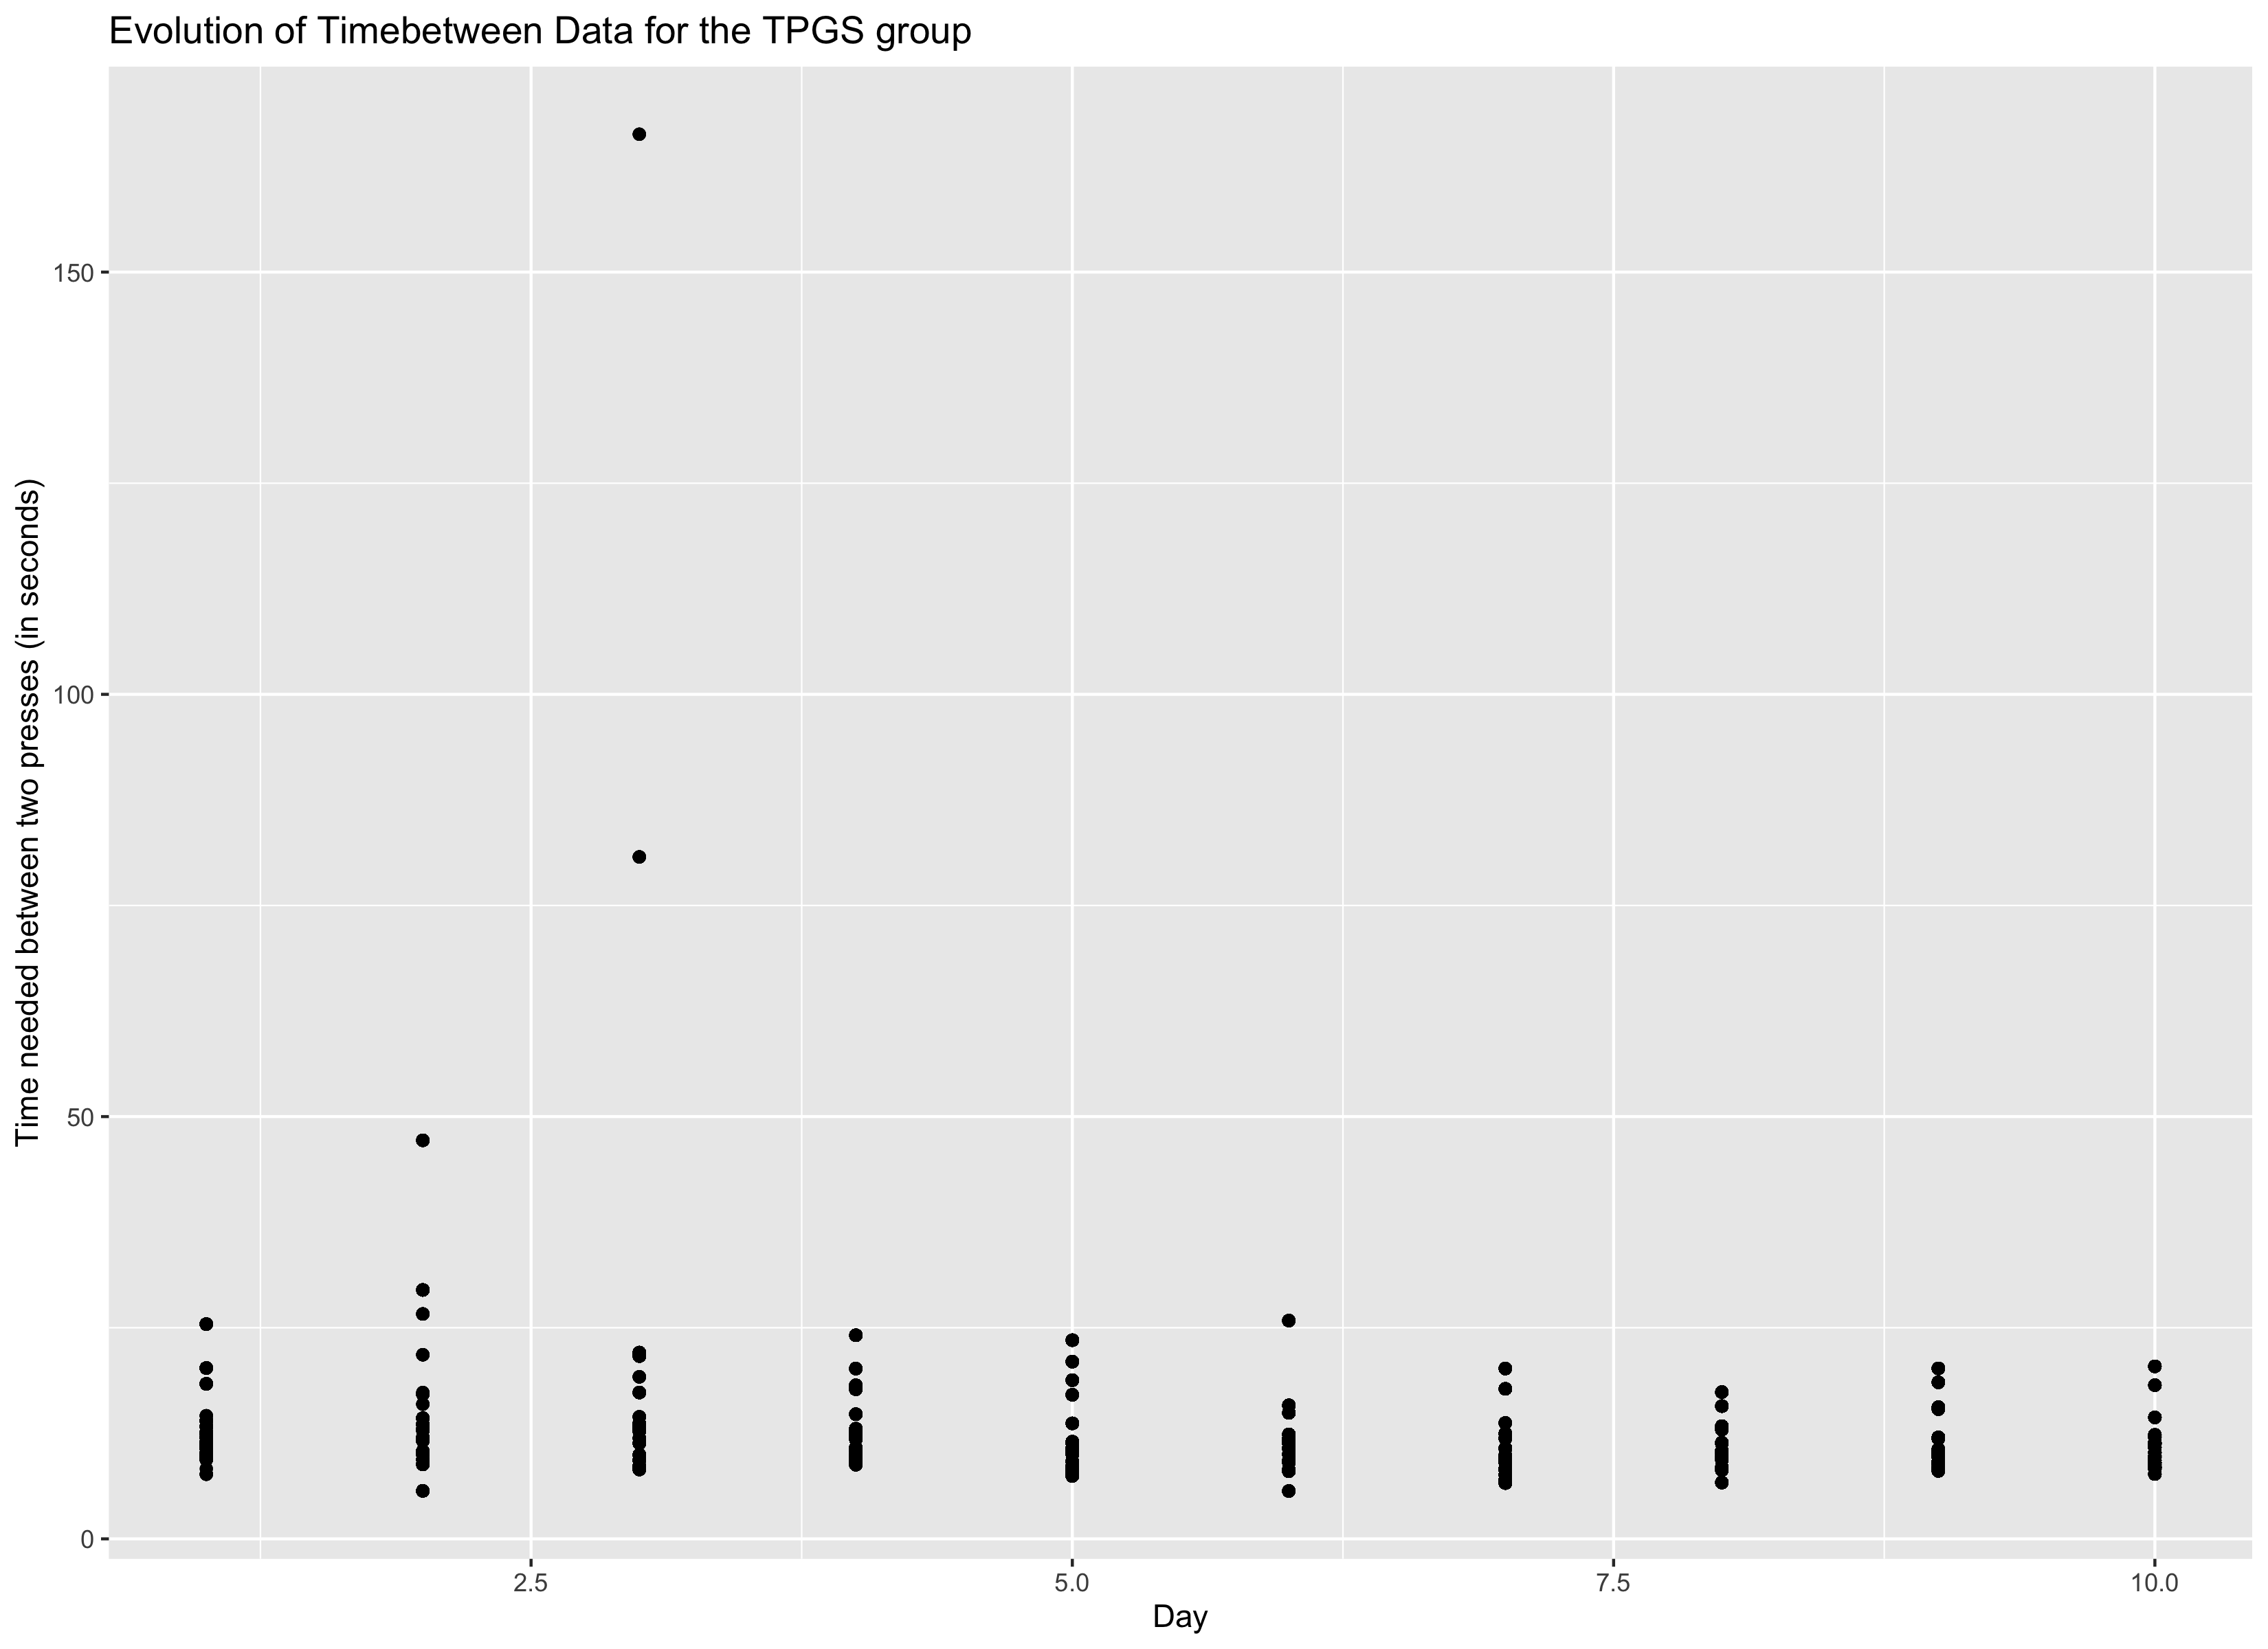 Evolution of Timebetween Data for the TPGS group
Time needed between two presses (in seconds)
150
100
50
0
2.5 5.0 7.5 10.0
Day